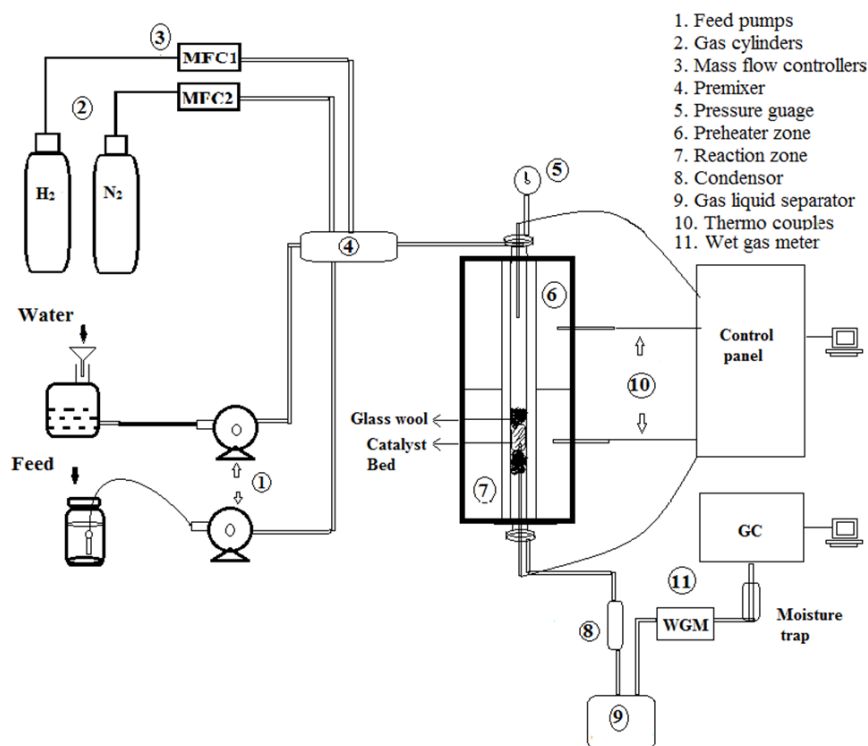 1. Feed pumps
2. Gas cylinders
3. Mass flow controllers
4. Premixer
5. Pressure guage
6. Preheater zone
7. Reaction zone
8. Condensor
9. Gas liquid separator
10. Thermo couples
11. Wet gas meter
3
MFC1
MFC2
2
H2
N2
5
4
6
Water
Control
panel
10
Glass wool
Catalyst
Bed
Feed
1
7
GC
11
8
WGM
Moisture
trap
9